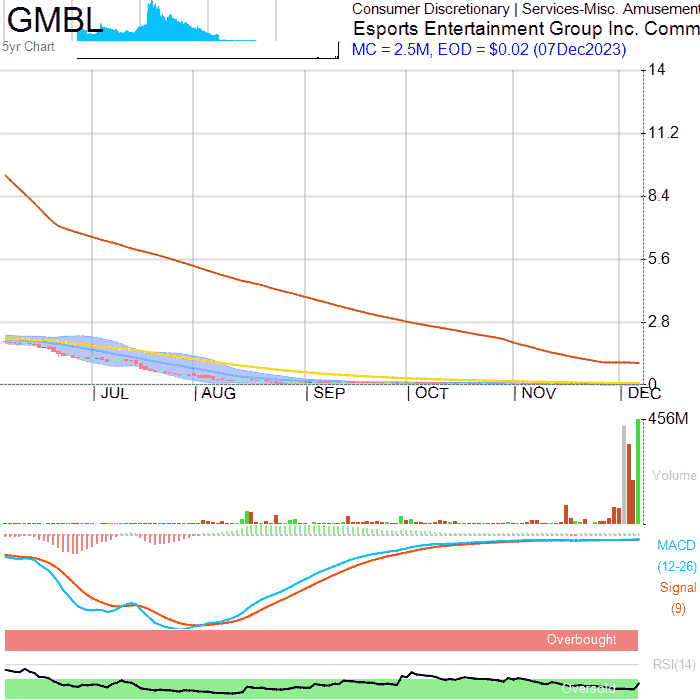 GMBL
Consumer Discretionary | Services-Misc. Amusement
Esports Entertainment Group Inc. Comm
5yr Chart
MC = 2.5M, EOD = $0.02 (07Dec2023)
14
11.2
8.4
5.6
2.8
0
JUL AUG SEP OCT NOV DEC
456M
Volume
MACD
(12-26)
Signal
(9)
Overbought
RSI(14)
Oversold